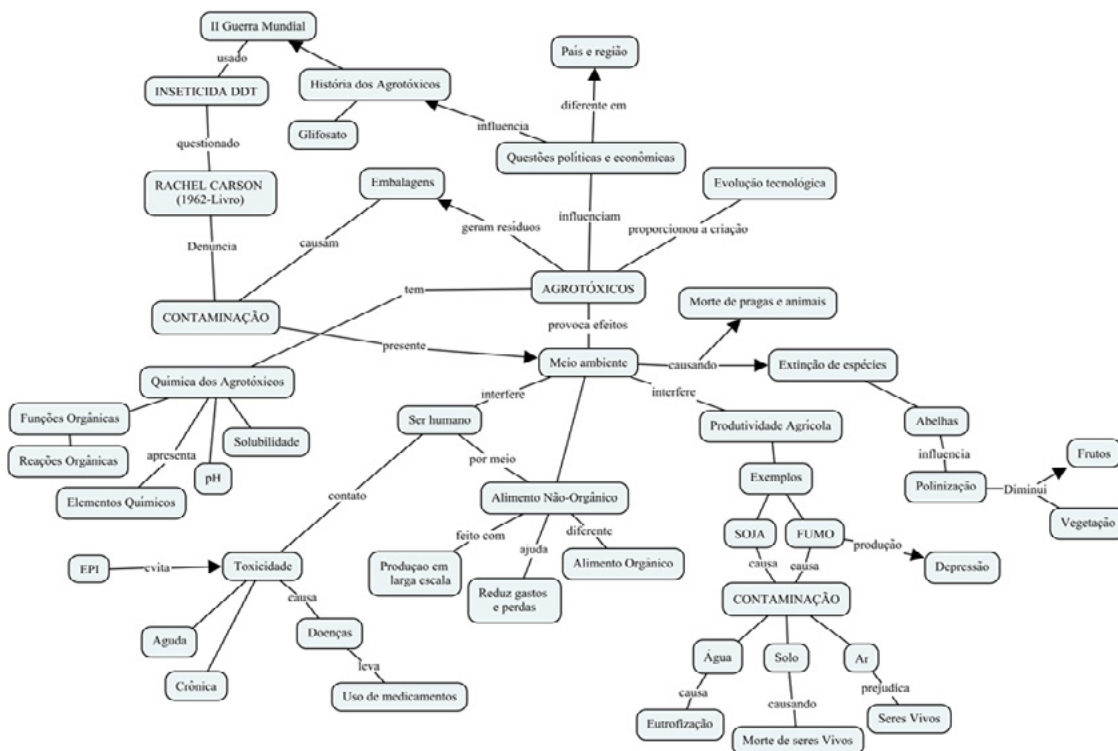 II Guerra Mundial
usado
INSETICIDA DDT
questionado
RACHEL CARSON
(1962-Livro)
Denuncia
CONTAMINAÇÃO
História dos Agrotóxicos
Glifosato
influencia
País e região
diferente em
Questões políticas e econômicas
influenciam
Evolução tecnológica
proporcionou a criação
Embalagens
geram resíduos
causam
AGROTÓXICOS
tem
provoca efeitos
presente
Meio ambiente
causando
Morte de pragas e animais
Extinção de espécies
Abelhas
influencia
Polinização
Diminui
Frutos
Vegetação
Química dos Agrotóxicos
Funções Orgânicas
Reações Orgânicas
apresenta
Elementos Químicos
pH
Solubilidade
interfere
Ser humano
contato
por meio
Alimento Não-Orgânico
feito com
Produçao em
larga escala
ajuda
Reduz gastos
e perdas
diferente
Alimento Orgânico
EPI
evita
Toxicidade
Aguda
Crônica
causa
Doenças
leva
Uso de medicamentos
interfere
Produtividade Agrícola
Exemplos
SOJA
FUMO
produção
Depressão
causa
causa
CONTAMINAÇÃO
Água
Solo
Ar
causa
Eutrofização
causando
Morte de seres Vivos
prejudica
Seres Vivos